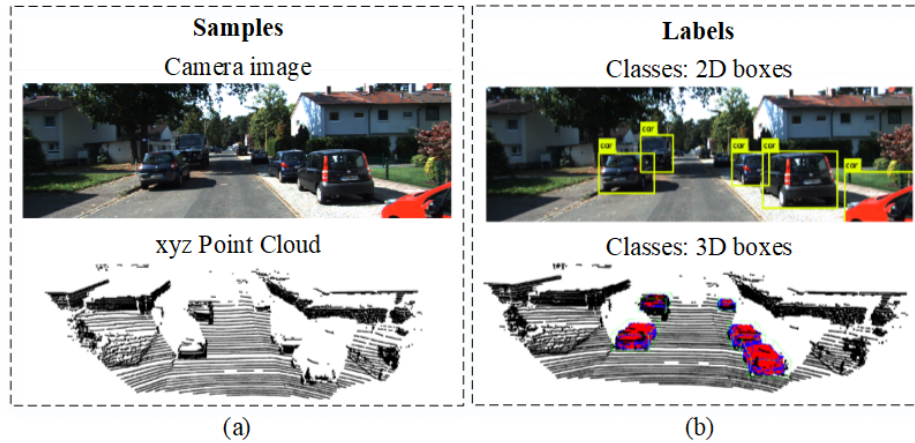 Samples
Camera image
xyz Point Cloud
(a)
Labels
Classes: 2D boxes
car
car
car
car
car
Classes: 3D boxes
(b)